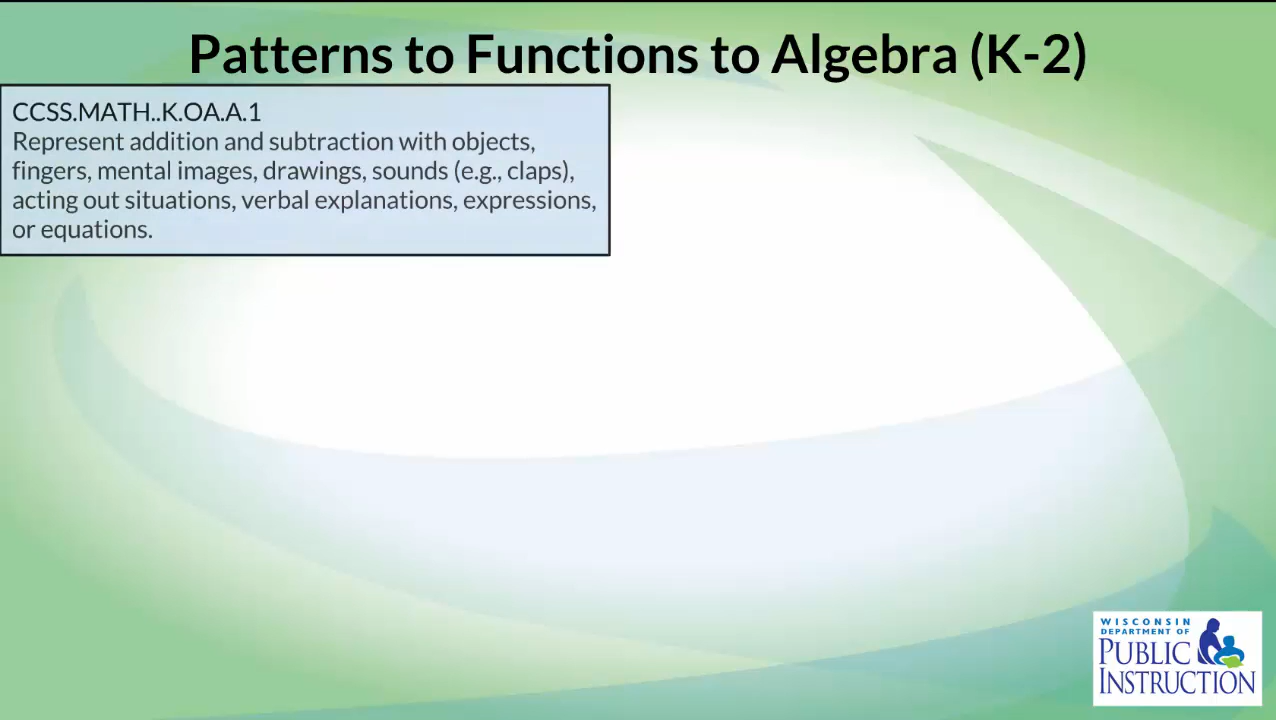 Patterns to Functions to Algebra (K-2)
CCSS.MATH..K.OA.A.1
Represent addition and subtraction with objects,
fingers, mental images, drawings, sounds (e.g., claps),
acting out situations, verbal explanations, expressions,
or equations.
WISCONSIN
DEPARTMENT OF
PUBLIC
INSTRUCTION